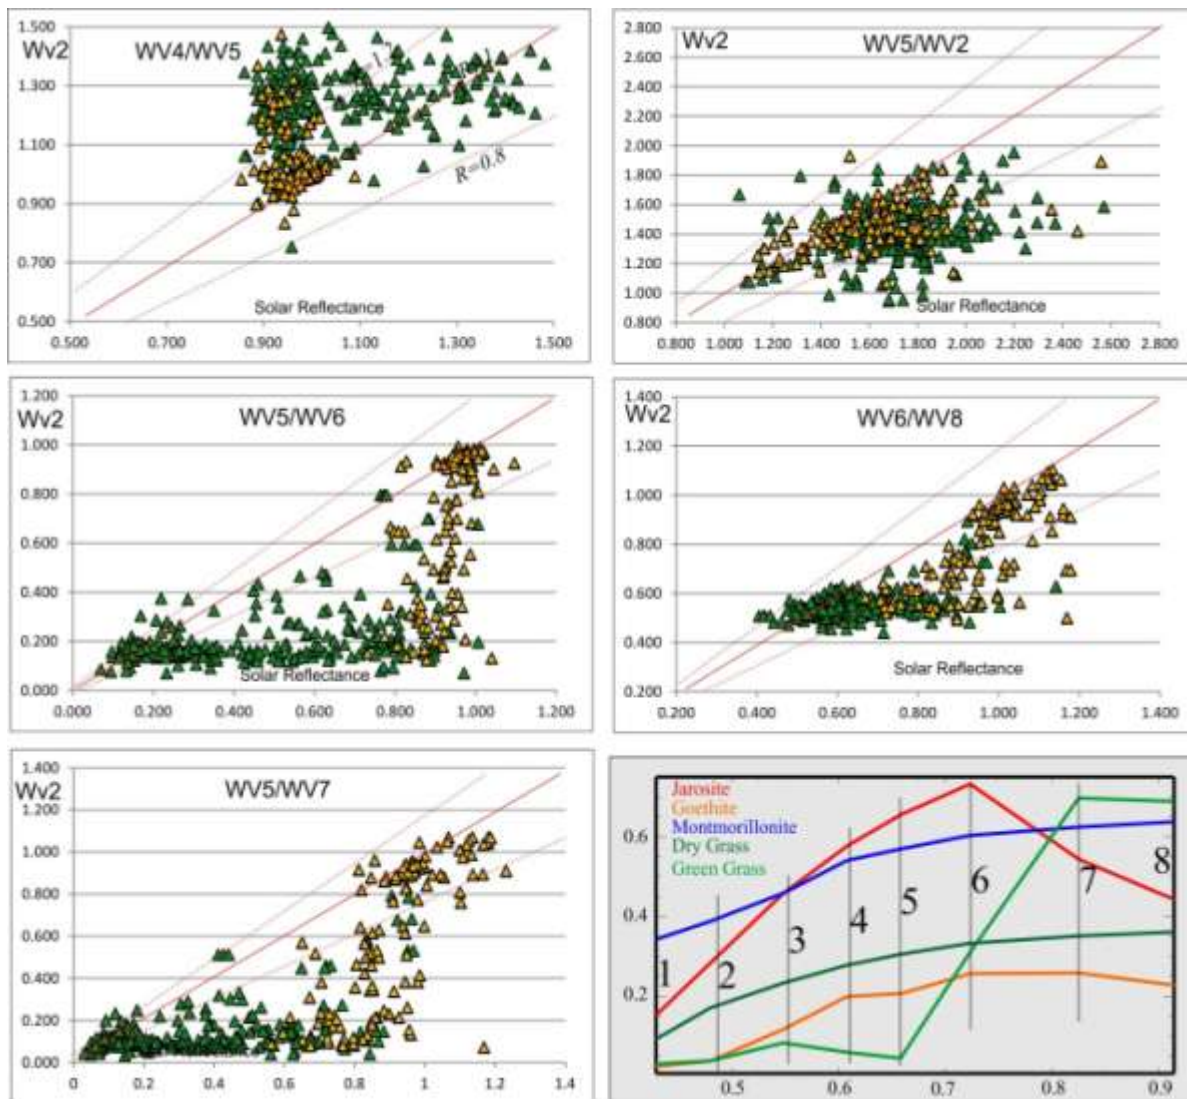 1.500
Wv2
WV4/WV5
1.300
1.100
0.900
0.700
0.500
R=0.8
Solar Reflectance
0.500 0.700 0.900 1.100 1.300 1.500
2.800
Wv2
WV5/WV2
2.600
2.400
2.200
2.000
1.800
1.600
1.400
1.200
1.000
0.800
Solar Reflectance
0.800 1.000 1.200 1.400 1.600 1.800 2.000 2.200 2.400 2.600 2.800
1.200
Wv2
WV5/WV6
1.000
0.800
0.600
0.400
0.200
0.000
Solar Reflectance
0.000 0.200 0.400 0.600 0.800 1.000 1.200
1.400
Wv2
WV6/WV8
1.200
1.000
0.800
0.600
0.400
0.200
Solar Reflectance
0.200 0.400 0.600 0.800 1.000 1.200 1.400
1.400
Wv2
WV5/WV7
1.200
1.000
0.800
0.600
0.400
0.200
0.000
0 0.2 0.4 0.6 0.8 1 1.2 1.4
Jarosite
Goethite
Montmorillonite
Dry Grass
Green Grass
0.6
0.4
0.2
1 2 3 4 5 6 7 8
0.5 0.6 0.7 0.8 0.9